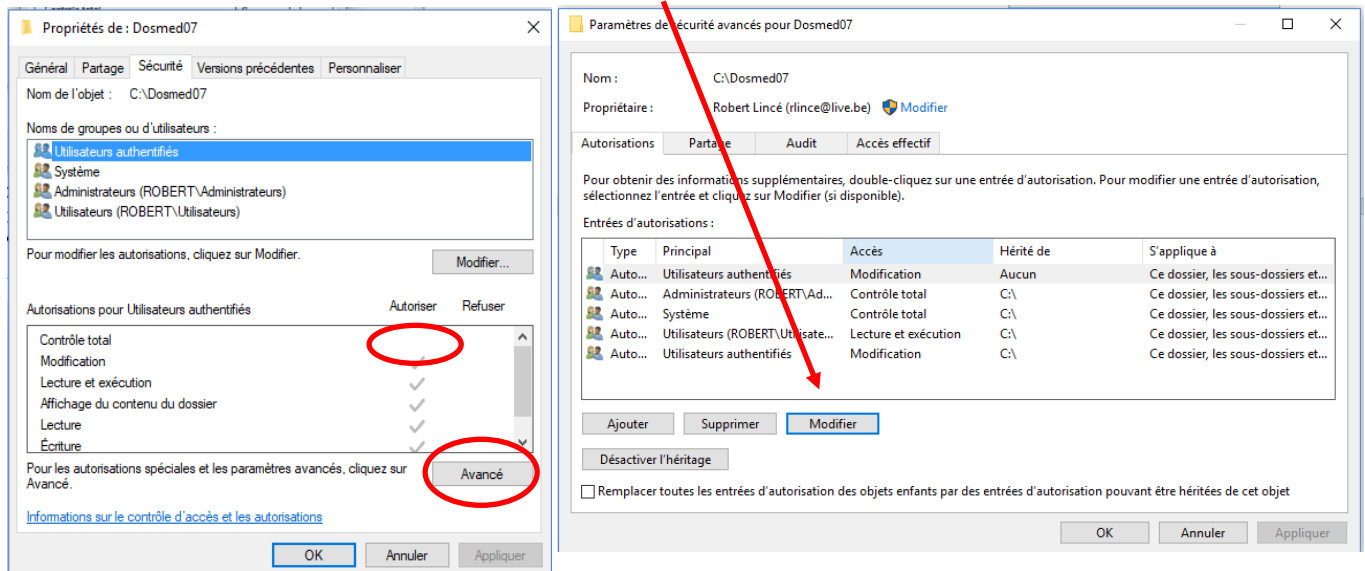 Propriétés de : Dosmed07
Général Partage Sécurité Versions précédentes Personnaliser
Nom de l'objet : C:\Dosmed07
Noms de groupes ou d'utilisateurs :
Utilisateurs authentifiés
Système
Administrateurs (ROBERT\Administrateurs)
Utilisateurs (ROBERT\Utilisateurs)
Pour modifier les autorisations, cliquez sur Modifier.
Modifier...
Autorisations pour Utilisateurs authentifiés Autoriser Refuser
Contrôle total
Modification
Lecture et exécution
Affichage du contenu du dossier
Lecture
Écriture
Pour les autorisations spéciales et les paramètres avancés, cliquez sur
Avancé.
Avancé
Informations sur le contrôle d'accès et les autorisations
OK Annuler Appliquer
Paramètres de sécurité avancés pour Dosmed07
Nom : C:\Dosmed07
Propriétaire : Robert Lincé (rlince@live.be) Modifier
Autorisations Partage Audit Accès effectif
Pour obtenir des informations supplémentaires, double-cliquez sur une entrée d'autorisation. Pour modifier une entrée d'autorisation,
sélectionnez l'entrée et cliquez sur Modifier (si disponible).
Entrées d'autorisations :
Type Principal Accès Hérité de S'applique à
Auto... Utilisateurs authentifiés Modification Aucun Ce dossier, les sous-dossiers et...
Auto... Administrateurs (ROBERT\Ad... Contrôle total C:\ Ce dossier, les sous-dossiers et...
Auto... Système Contrôle total C:\ Ce dossier, les sous-dossiers et...
Auto... Utilisateurs (ROBERT\Utilisate... Lecture et exécution C:\ Ce dossier, les sous-dossiers et...
Auto... Utilisateurs authentifiés Modification C:\ Ce dossier, les sous-dossiers et...
Ajouter Supprimer Modifier
Désactiver l'héritage
Remplacer toutes les entrées d'autorisation des objets enfants par des entrées d'autorisation pouvant être héritées de cet objet
OK Annuler Appliquer